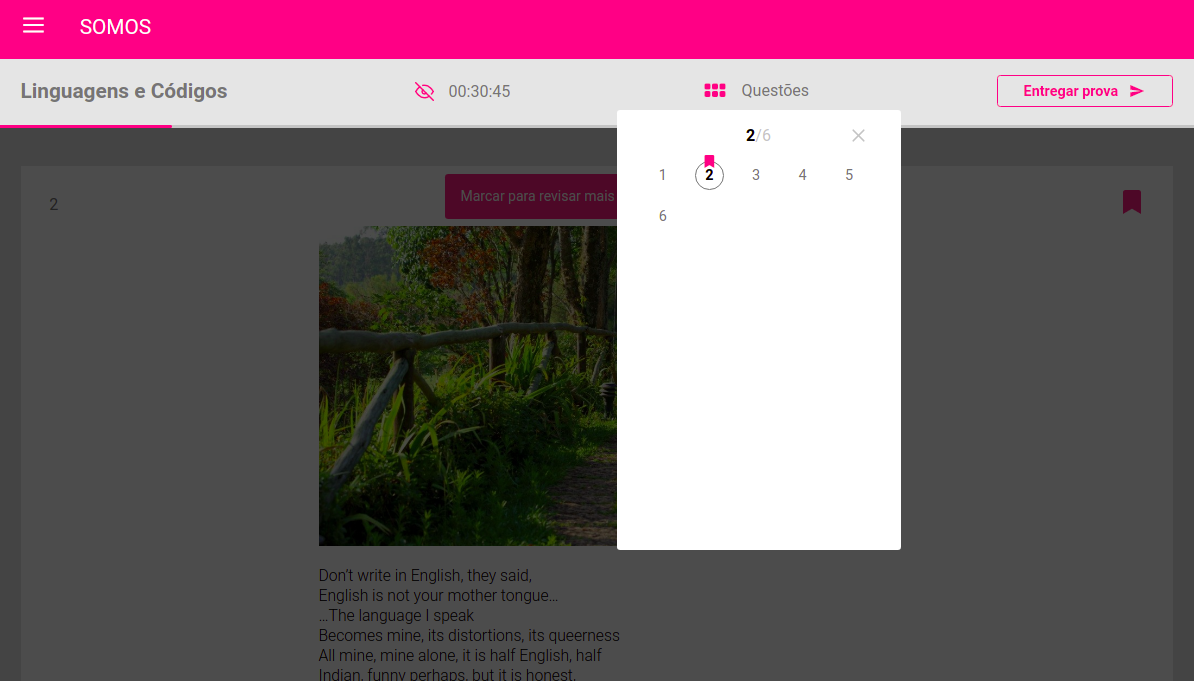 SOMOS
Linguagens e Códigos
00:30:45
Questões
Entregar prova
2/6
1 2 3 4 5
6
2
Marcar para revisar mais
Don’t write in English, they said,
English is not your mother tongue…
…The language I speak
Becomes mine, its distortions, its queerness
All mine, mine alone, it is half English, half
Indian, funny perhaps, but it is honest,